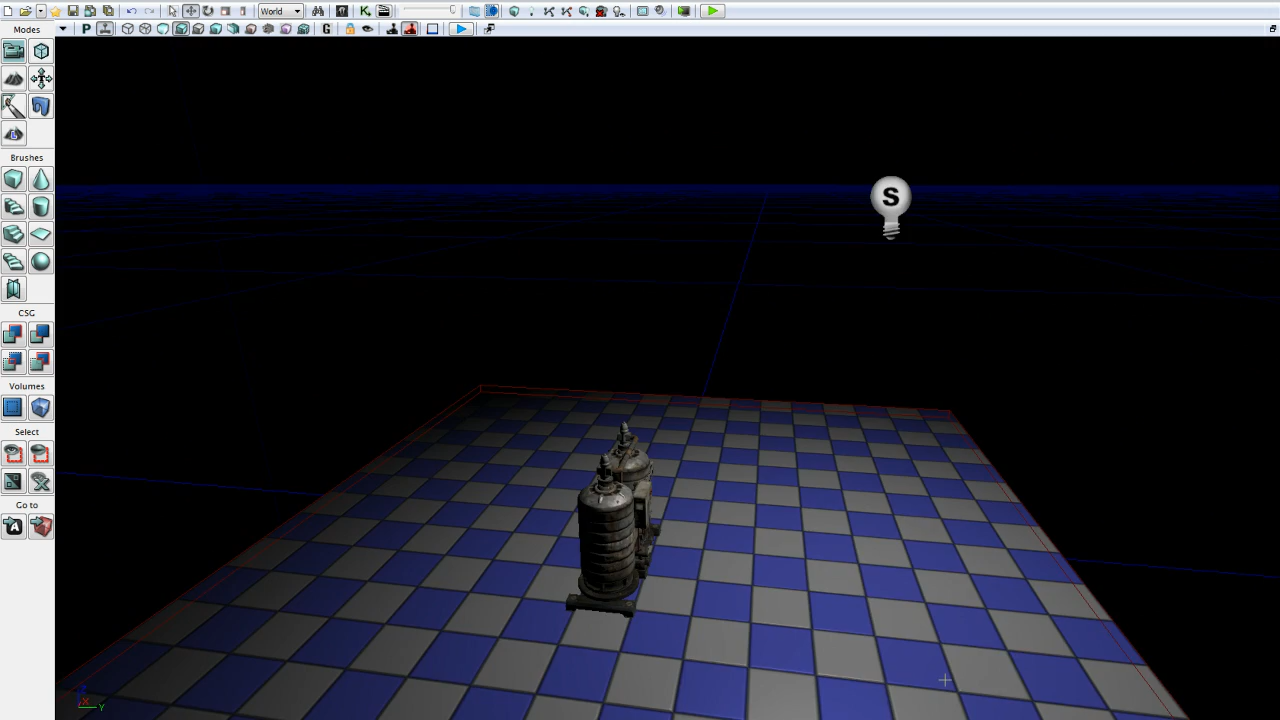 World
Modes
P
G
Brushes
CSG
Volumes
Select
Go to
A
S
X
Y